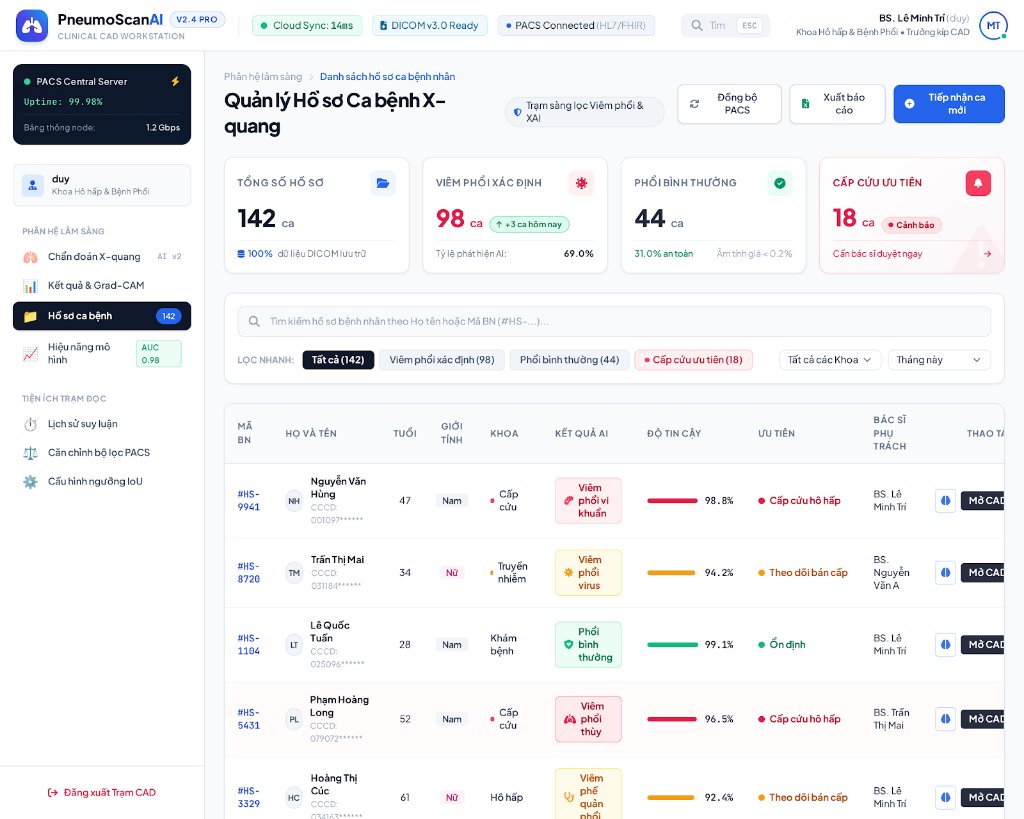 PneumoScanAI V2.4 PRO
CLINICAL CAD WORKSTATION
Cloud Sync: 14ms
DICOM v3.0 Ready
PACS Connected (HL7/FHIR)
Tìm ESC
BS. Lê Minh Trí (duy)
Khoa Hô hấp & Bệnh Phổi • Trưởng kíp CAD
MT
PACS Central Server
Uptime: 99.98%
Băng thông node: 1.2 Gbps
duy
Khoa Hô hấp & Bệnh Phổi
PHÂN HỆ LÂM SÀNG
Chẩn đoán X-quang AI v2
Kết quả & Grad-CAM
Hồ sơ ca bệnh 142
Hiệu năng mô hình
AUC 0.98
TIỆN ÍCH TRẠM ĐỌC
Lịch sử suy luận
Căn chỉnh bộ lọc PACS
Cấu hình ngưỡng IoU
Đăng xuất Trạm CAD
Phân hệ lâm sàng > Danh sách hồ sơ ca bệnh nhân
Quản lý Hồ sơ Ca bệnh X-
quang
Trạm sàng lọc Viêm phổi &
XAI
Đồng bộ
PACS
Xuất báo
cáo
Tiếp nhận ca
mới
TỔNG SỐ HỒ SƠ
142 ca
100% dữ liệu DICOM lưu trữ
VIÊM PHỔI XÁC ĐỊNH
98 ca ↑ +3 ca hôm nay
Tỷ lệ phát hiện AI: 69.0%
PHỔI BÌNH THƯỜNG
44 ca
31.0% an toàn Âm tính giả < 0.2%
CẤP CỨU ƯU TIÊN
18 ca Cảnh báo
Cần bác sĩ duyệt ngay →
Tìm kiếm hồ sơ bệnh nhân theo Họ tên hoặc Mã BN (#HS-...)...
LỌC NHANH: Tất cả (142) Viêm phổi xác định (98) Phổi bình thường (44) Cấp cứu ưu tiên (18) Tất cả các Khoa Tháng này
MÃ
BN
HỌ VÀ TÊN
TUỔI
GIỚI
TÍNH
KHOA
KẾT QUẢ AI
ĐỘ TIN CẬY
ƯU TIÊN
BÁC SĨ
PHỤ
TRÁCH
THAO TÁ
#HS-
9941
NH
Nguyễn Văn
Hùng
CCCD:
001097******
47
Nam
Cấp
cứu
Viêm
phổi vi
khuẩn
98.8%
Cấp cứu hô hấp
BS. Lê
Minh Trí
Mở CAD
#HS-
8720
TM
Trần Thị Mai
CCCD:
031184******
34
Nữ
Truyền
nhiễm
Viêm
phổi
virus
94.2%
Theo dõi bán cấp
BS.
Nguyễn
Văn A
Mở CAD
#HS-
1104
LT
Lê Quốc
Tuấn
CCCD:
025096******
28
Nam
Khám
bệnh
Phổi
bình
thường
99.1%
Ổn định
BS. Lê
Minh Trí
Mở CAD
#HS-
5431
PL
Phạm Hoàng
Long
CCCD:
079072******
52
Nam
Cấp
cứu
Viêm
phổi
thùy
96.5%
Cấp cứu hô hấp
BS. Trần
Thị Mai
Mở CAD
#HS-
3329
HC
Hoàng Thị
Cúc
CCCD:
034163******
61
Nữ
Hô hấp
Viêm
phế
quản
phổi
92.4%
Theo dõi bán cấp
BS. Lê
Minh Trí
Mở CAD